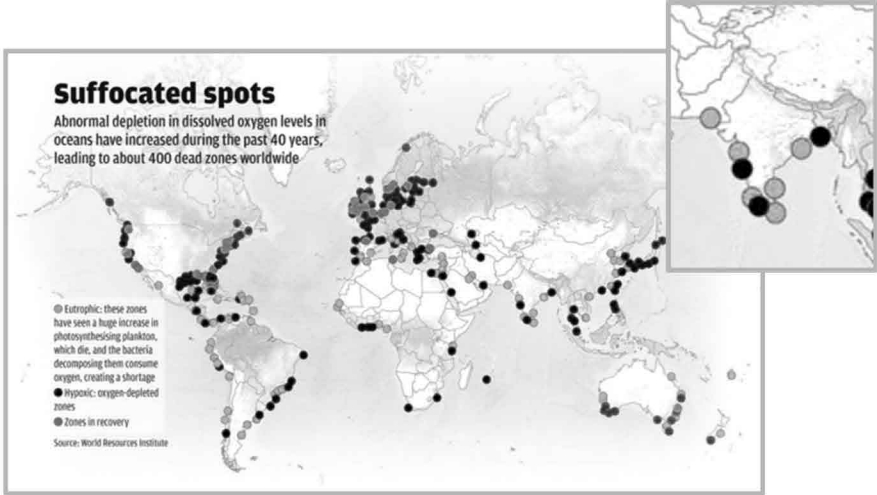 Suffocated spots
Abnormal depletion in dissolved oxygen levels in
oceans have increased during the past 40 years,
leading to about 400 dead zones worldwide
Eutrophic: these zones
have seen a huge increase in
photosynthesising plankton,
which die, and the bacteria
decomposing them consume
oxygen, creating a shortage
Hypoxic: oxygen-depleted
zones
Zones in recovery
Source: World Resources Institute